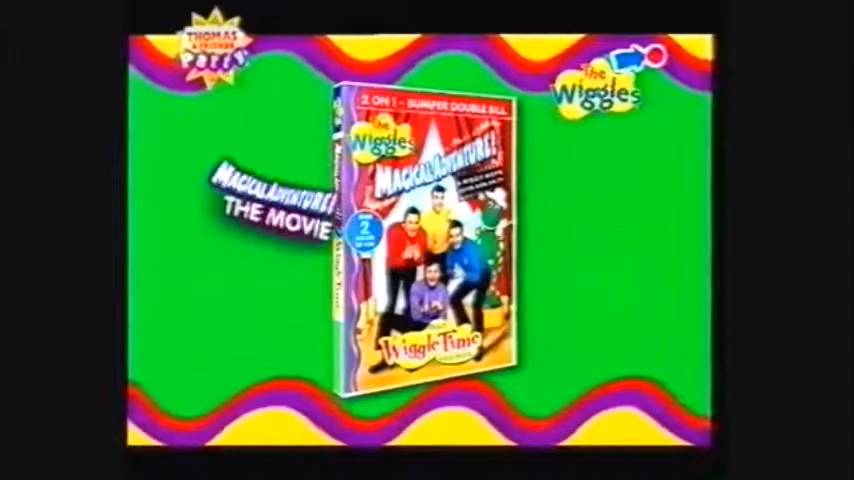 THOMAS
& FRIENDS
Party
The
Wiggles
2 ON 1 - BUMPER DOUBLE BILL
The
Wiggles
MAGICAL ADVENTURE!
MAGICAL ADVENTURE!
THE MOVIE
2
Wiggle Time